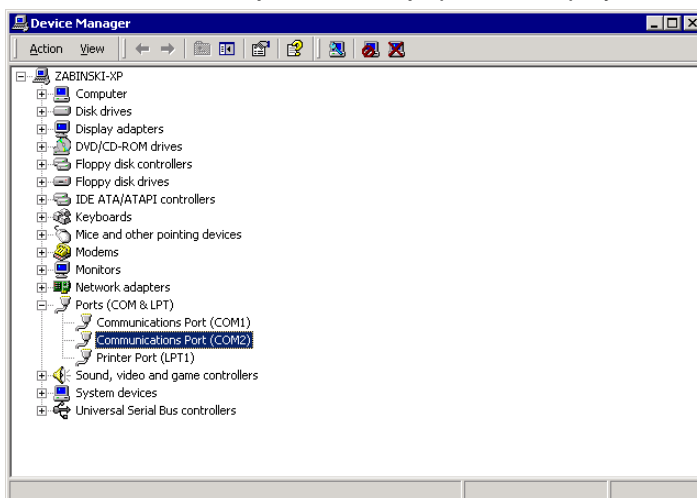 Device Manager
Action View
ZABINSKI-XP
Computer
Disk drives
Display adapters
DVD/CD-ROM drives
Floppy disk controllers
Floppy disk drives
IDE ATA/ATAPI controllers
Keyboards
Mice and other pointing devices
Modems
Monitors
Network adapters
Ports (COM & LPT)
Communications Port (COM1)
Communications Port (COM2)
Printer Port (LPT1)
Sound, video and game controllers
System devices
Universal Serial Bus controllers